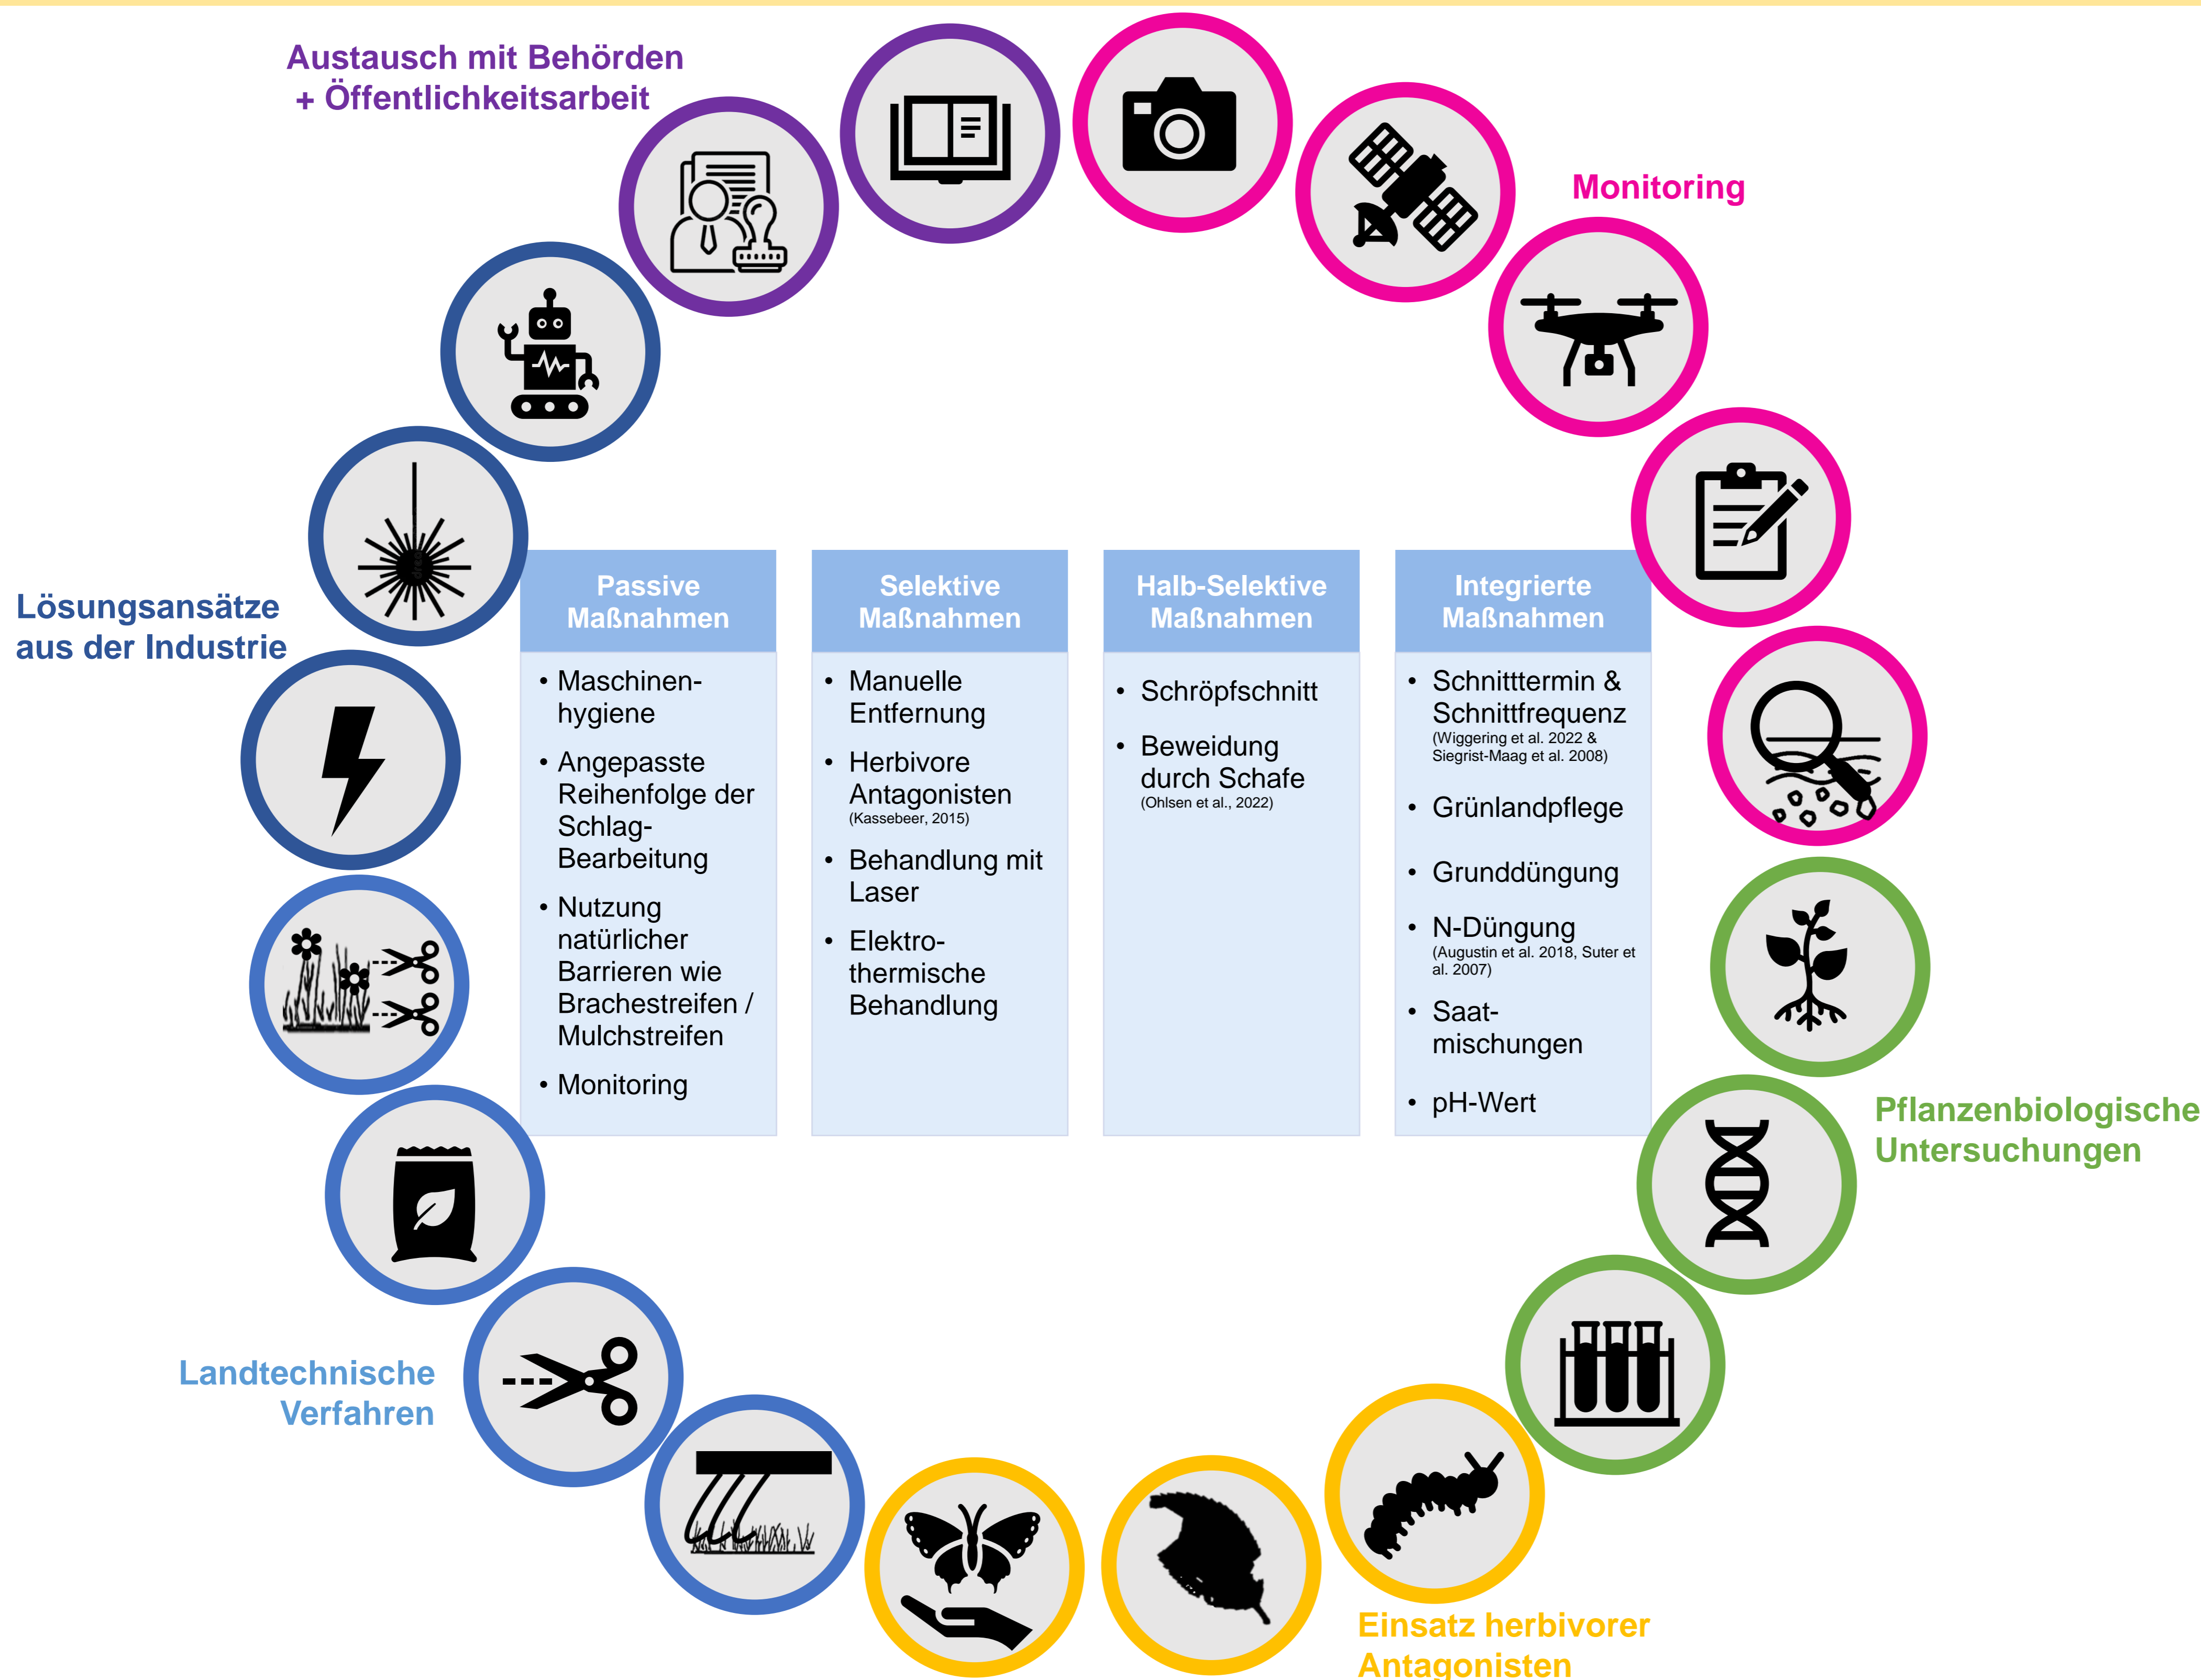 Austausch mit Behörden
+ Öffentlichkeitsarbeit
Monitoring
Lösungsansätze
aus der Industrie
Passive
Maßnahmen
• Maschinen-
hygiene
• Angepasste
Reihenfolge der
Schlag-
Bearbeitung
• Nutzung
natürlicher
Barrieren wie
Brachestreifen /
Mulchstreifen
• Monitoring
Selektive
Maßnahmen
• Manuelle
Entfernung
• Herbivore
Antagonisten
(Kassebeer, 2015)
• Behandlung mit
Laser
• Elektro-
thermische
Behandlung
Halb-Selektive
Maßnahmen
• Schröpfschnitt
• Beweidung
durch Schafe
(Ohlsen et al., 2022)
Integrierte
Maßnahmen
• Schnitttermin &
Schnittfrequenz
(Wiggering et al. 2022 &
Siegrist-Maag et al. 2008)
• Grünlandpflege
• Grunddüngung
• N-Düngung
(Augustin et al. 2018, Suter et
al. 2007)
• Saat-
mischungen
• pH-Wert
Pflanzenbiologische
Untersuchungen
Landtechnische
Verfahren
Einsatz herbivorer
Antagonisten